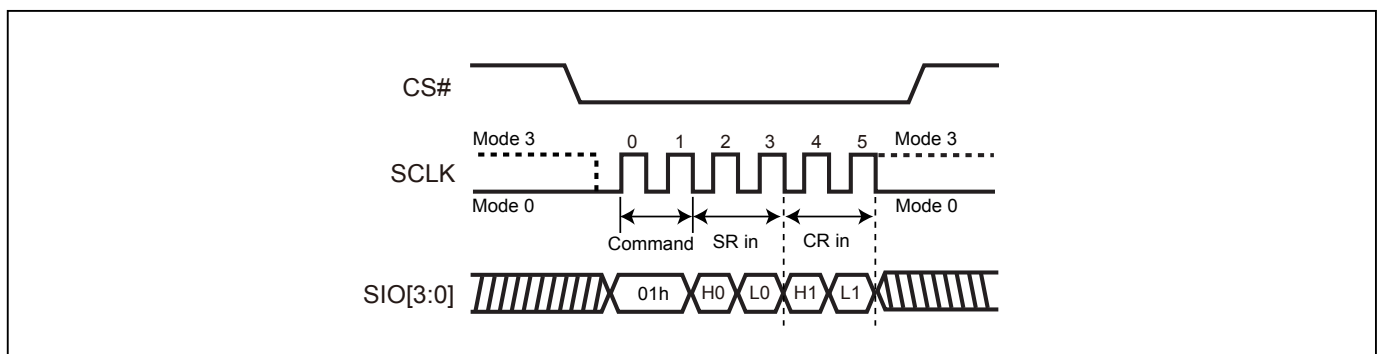 CS#
Mode 3 0 1 2 3 4 5 Mode 3
SCLK
Mode 0 Mode 0
Command SR in CR in
SIO[3:0] 01h H0 L0 H1 L1